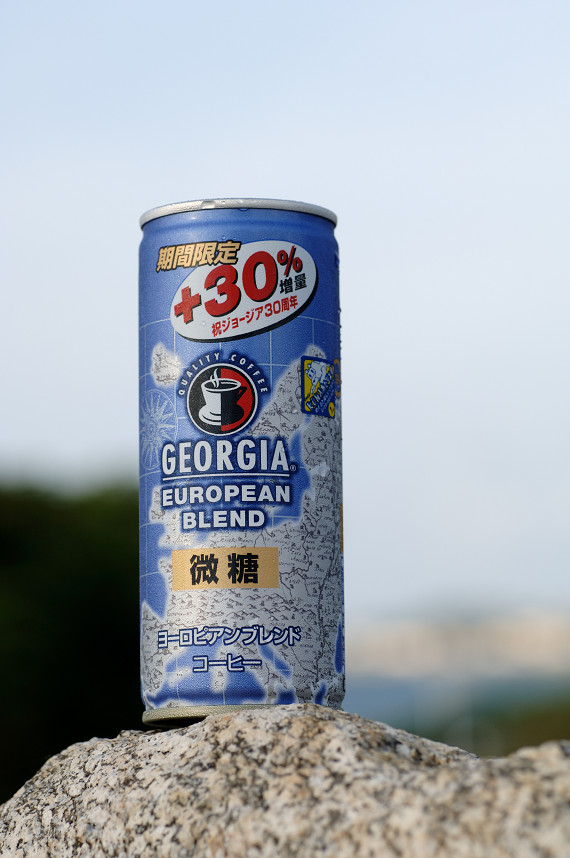 期間限定
+30%
増量
祝ジョージア30周年
QUALITY COFFEE
GEORGIA®
EUROPEAN
BLEND
微糖
ヨーロピアンブレンド
コーヒー